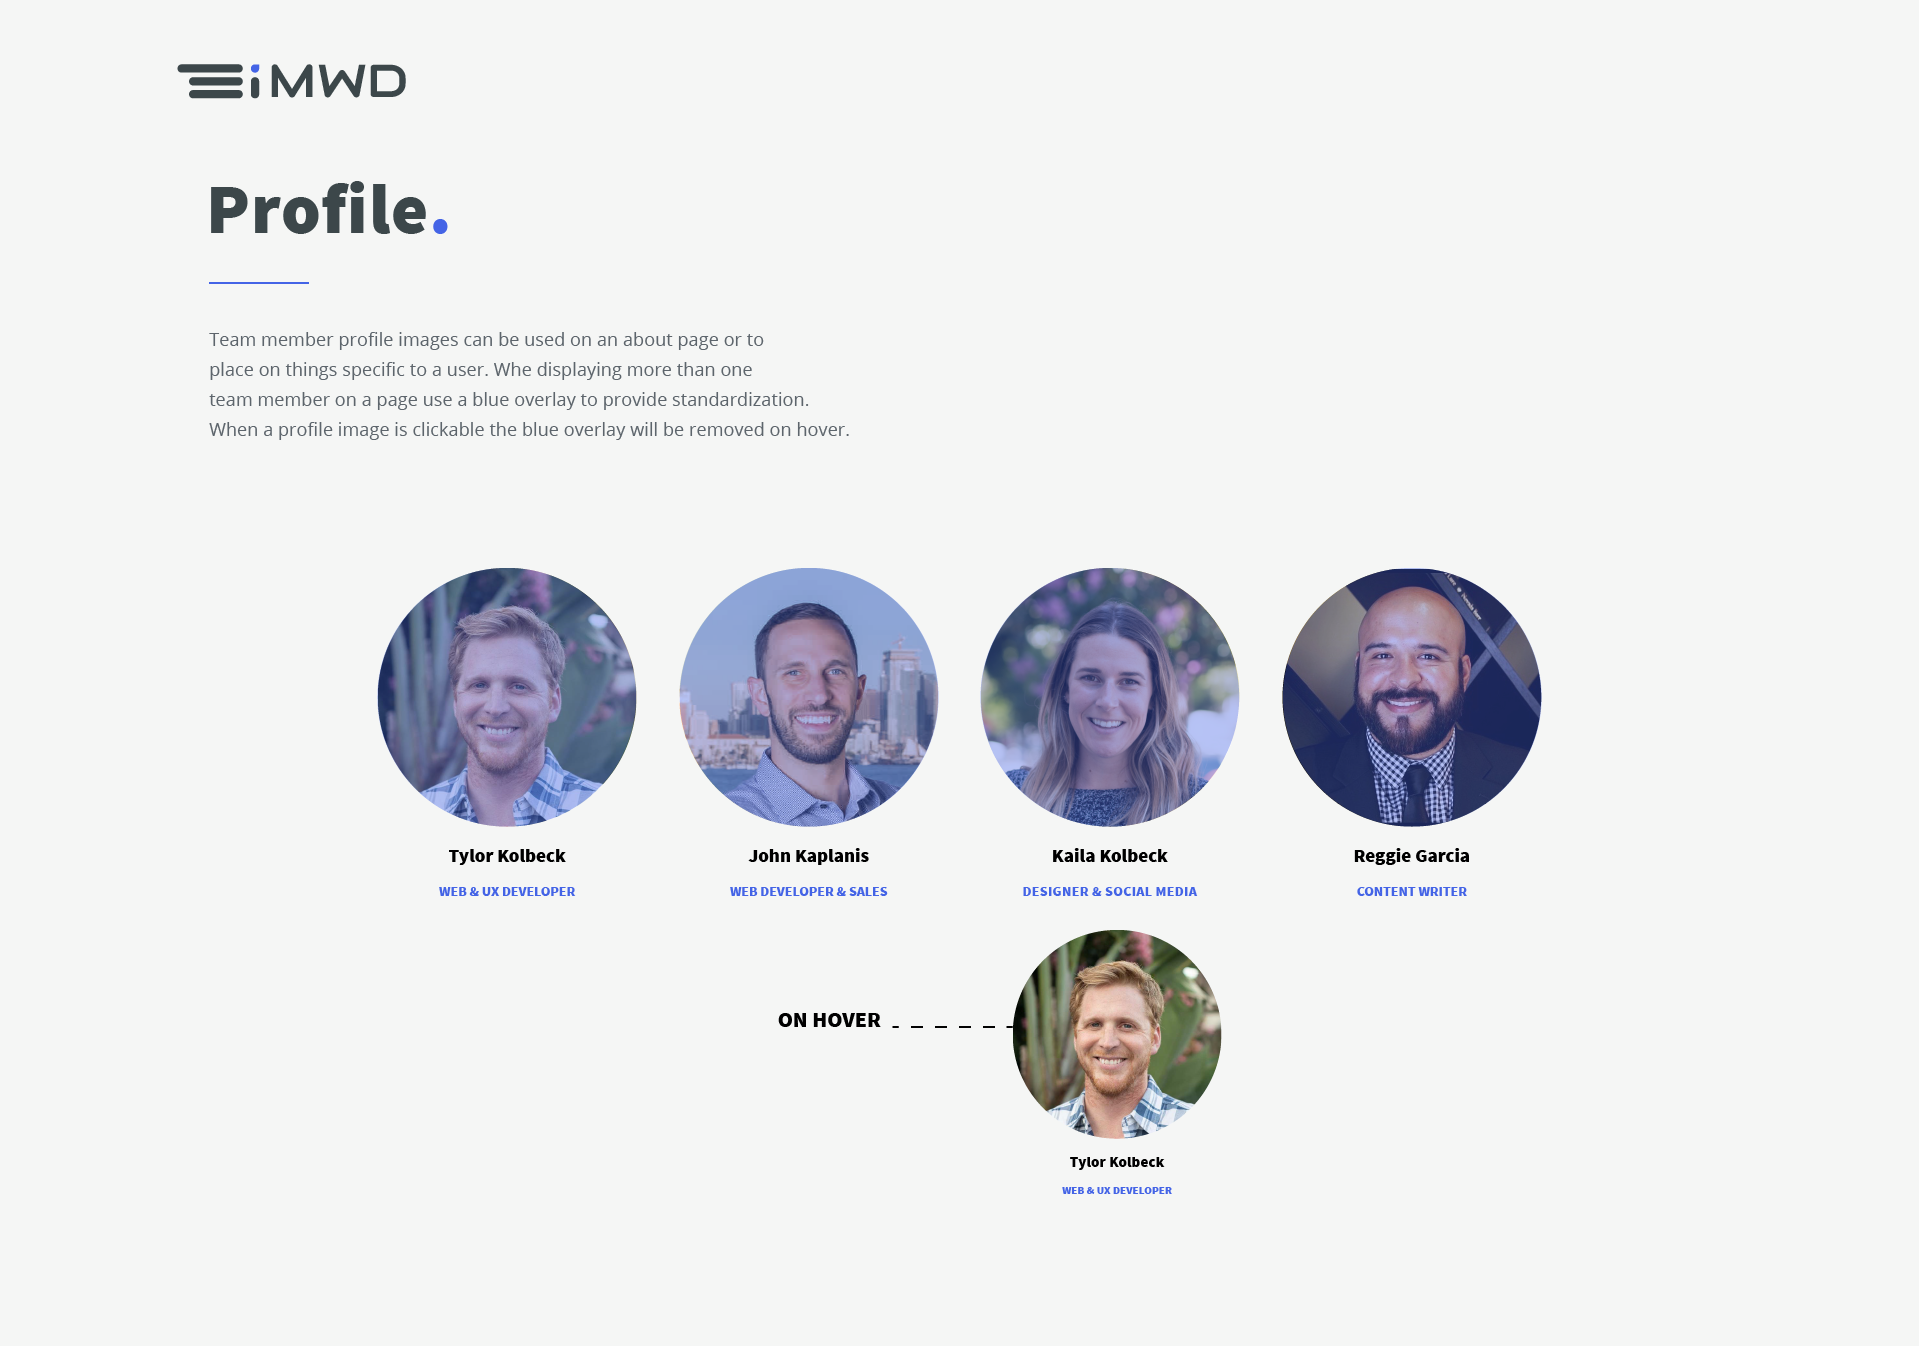 iMWD
Profile.
Team member profile images can be used on an about page or to
place on things specific to a user. Whe displaying more than one
team member on a page use a blue overlay to provide standardization.
When a profile image is clickable the blue overlay will be removed on hover.
Tylor Kolbeck
WEB & UX DEVELOPER
John Kaplanis
WEB DEVELOPER & SALES
Kaila Kolbeck
DESIGNER & SOCIAL MEDIA
Reggie Garcia
CONTENT WRITER
ON HOVER
Tylor Kolbeck
WEB & UX DEVELOPER